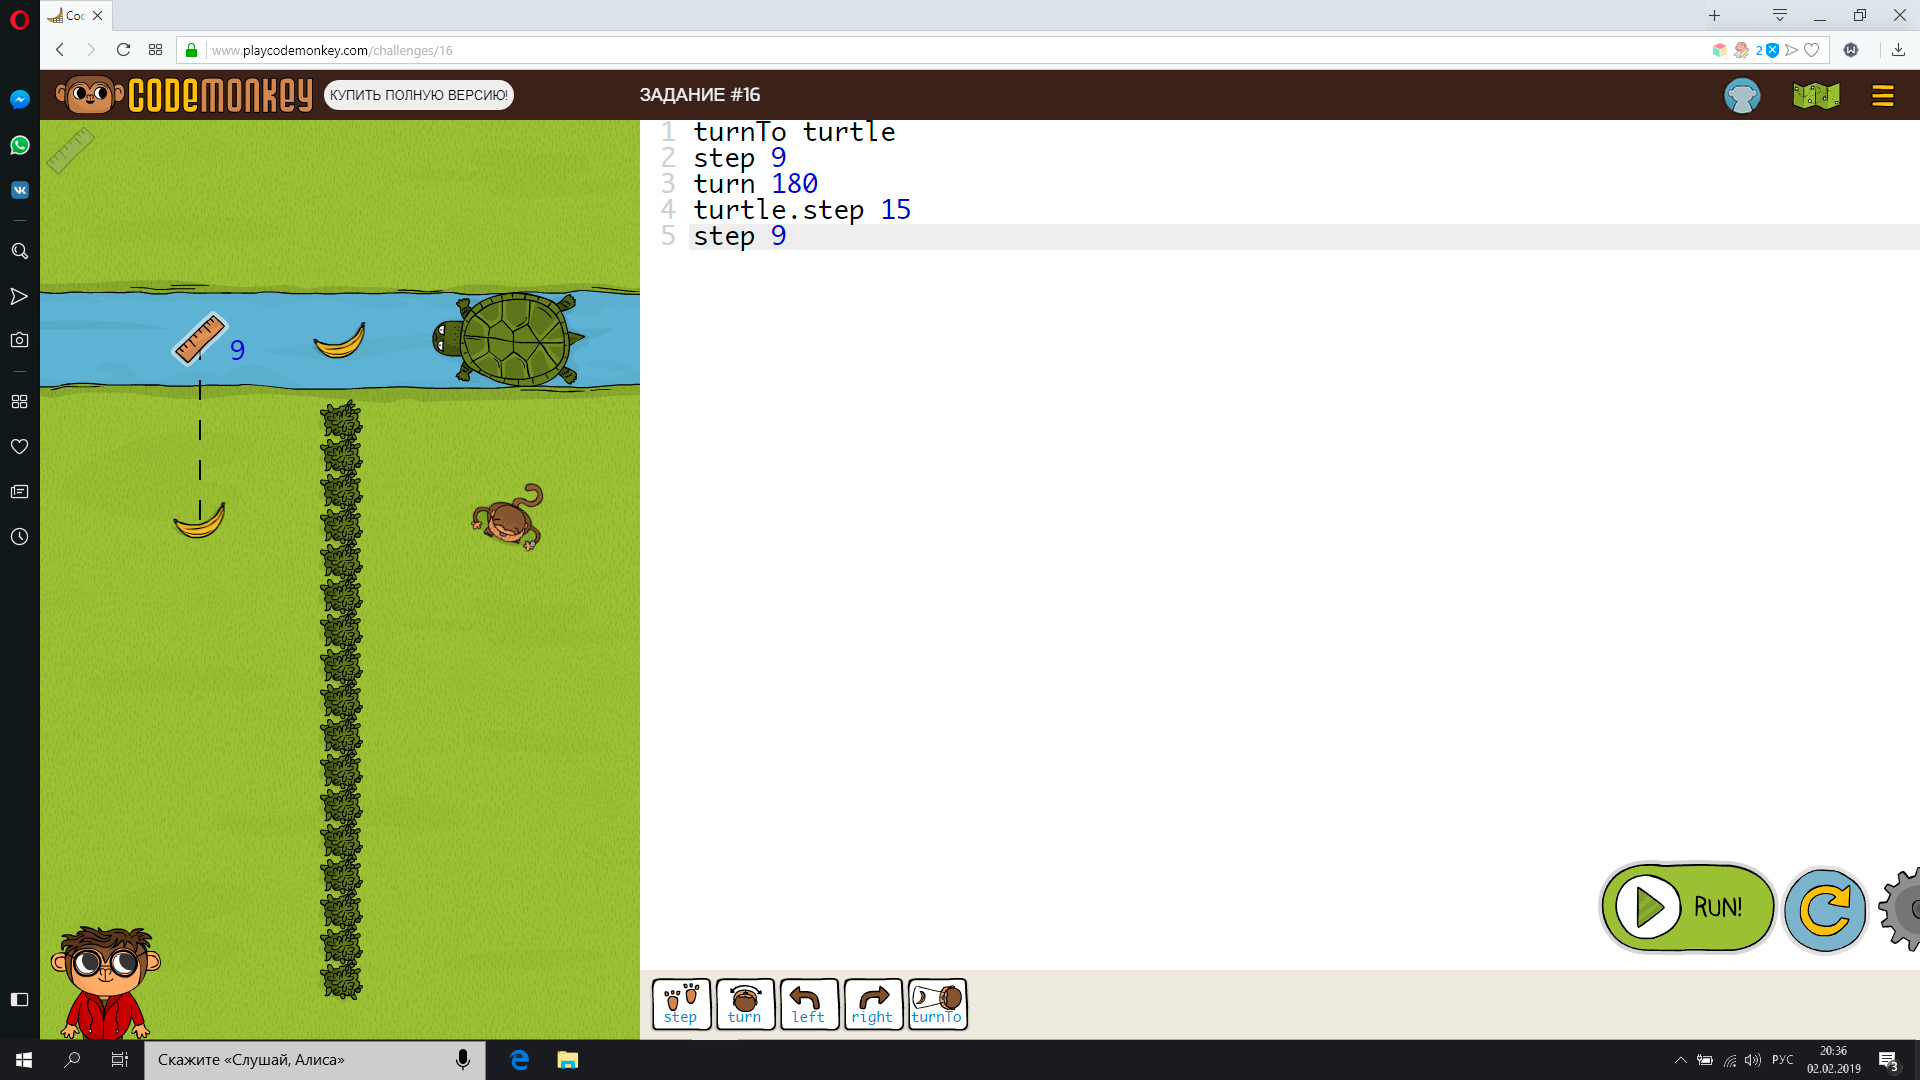 Coc
www.playcodemonkey.com/challenges/16
2
CODEMONKEY
КУПИТЬ ПОЛНУЮ ВЕРСИЮ!
ЗАДАНИЕ #16
1 turnTo turtle
2 step 9
3 turn 180
4 turtle.step 15
5 step 9
9
RUN!
step
turn
left
right
turnTo
Скажите «Слушай, Алиса»
РУС
20:36
02.02.2019
3